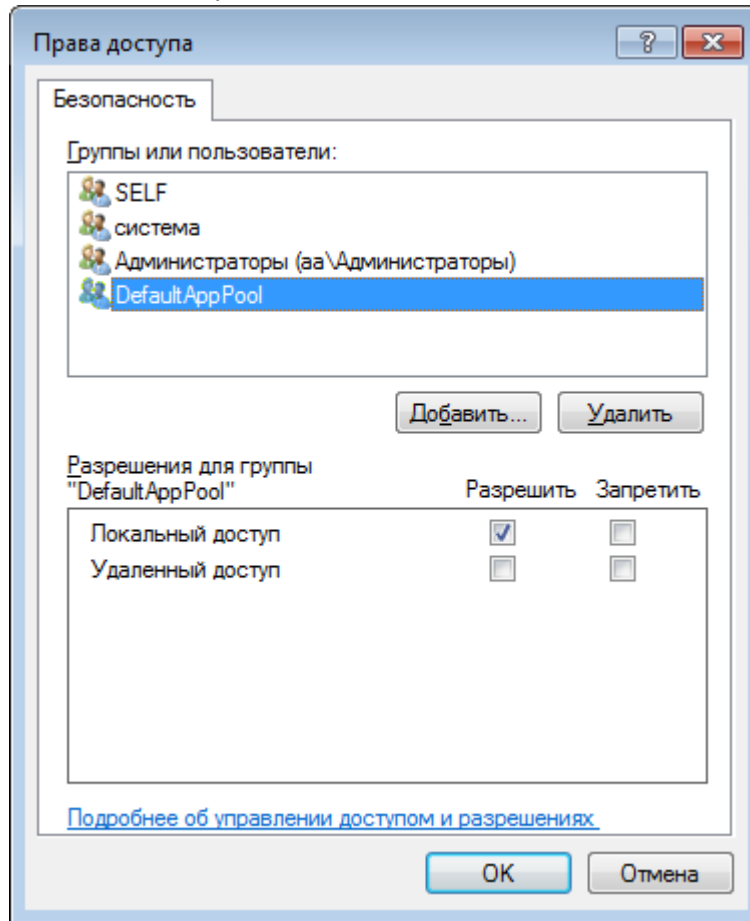 Права доступа
Безопасность
Группы или пользователи:
SELF
система
Администраторы (aa\Администраторы)
DefaultAppPool
Добавить... Удалить
Разрешения для группы
"DefaultAppPool" Разрешить Запретить
Локальный доступ
Удаленный доступ
Подробнее об управлении доступом и разрешениях
OK Отмена